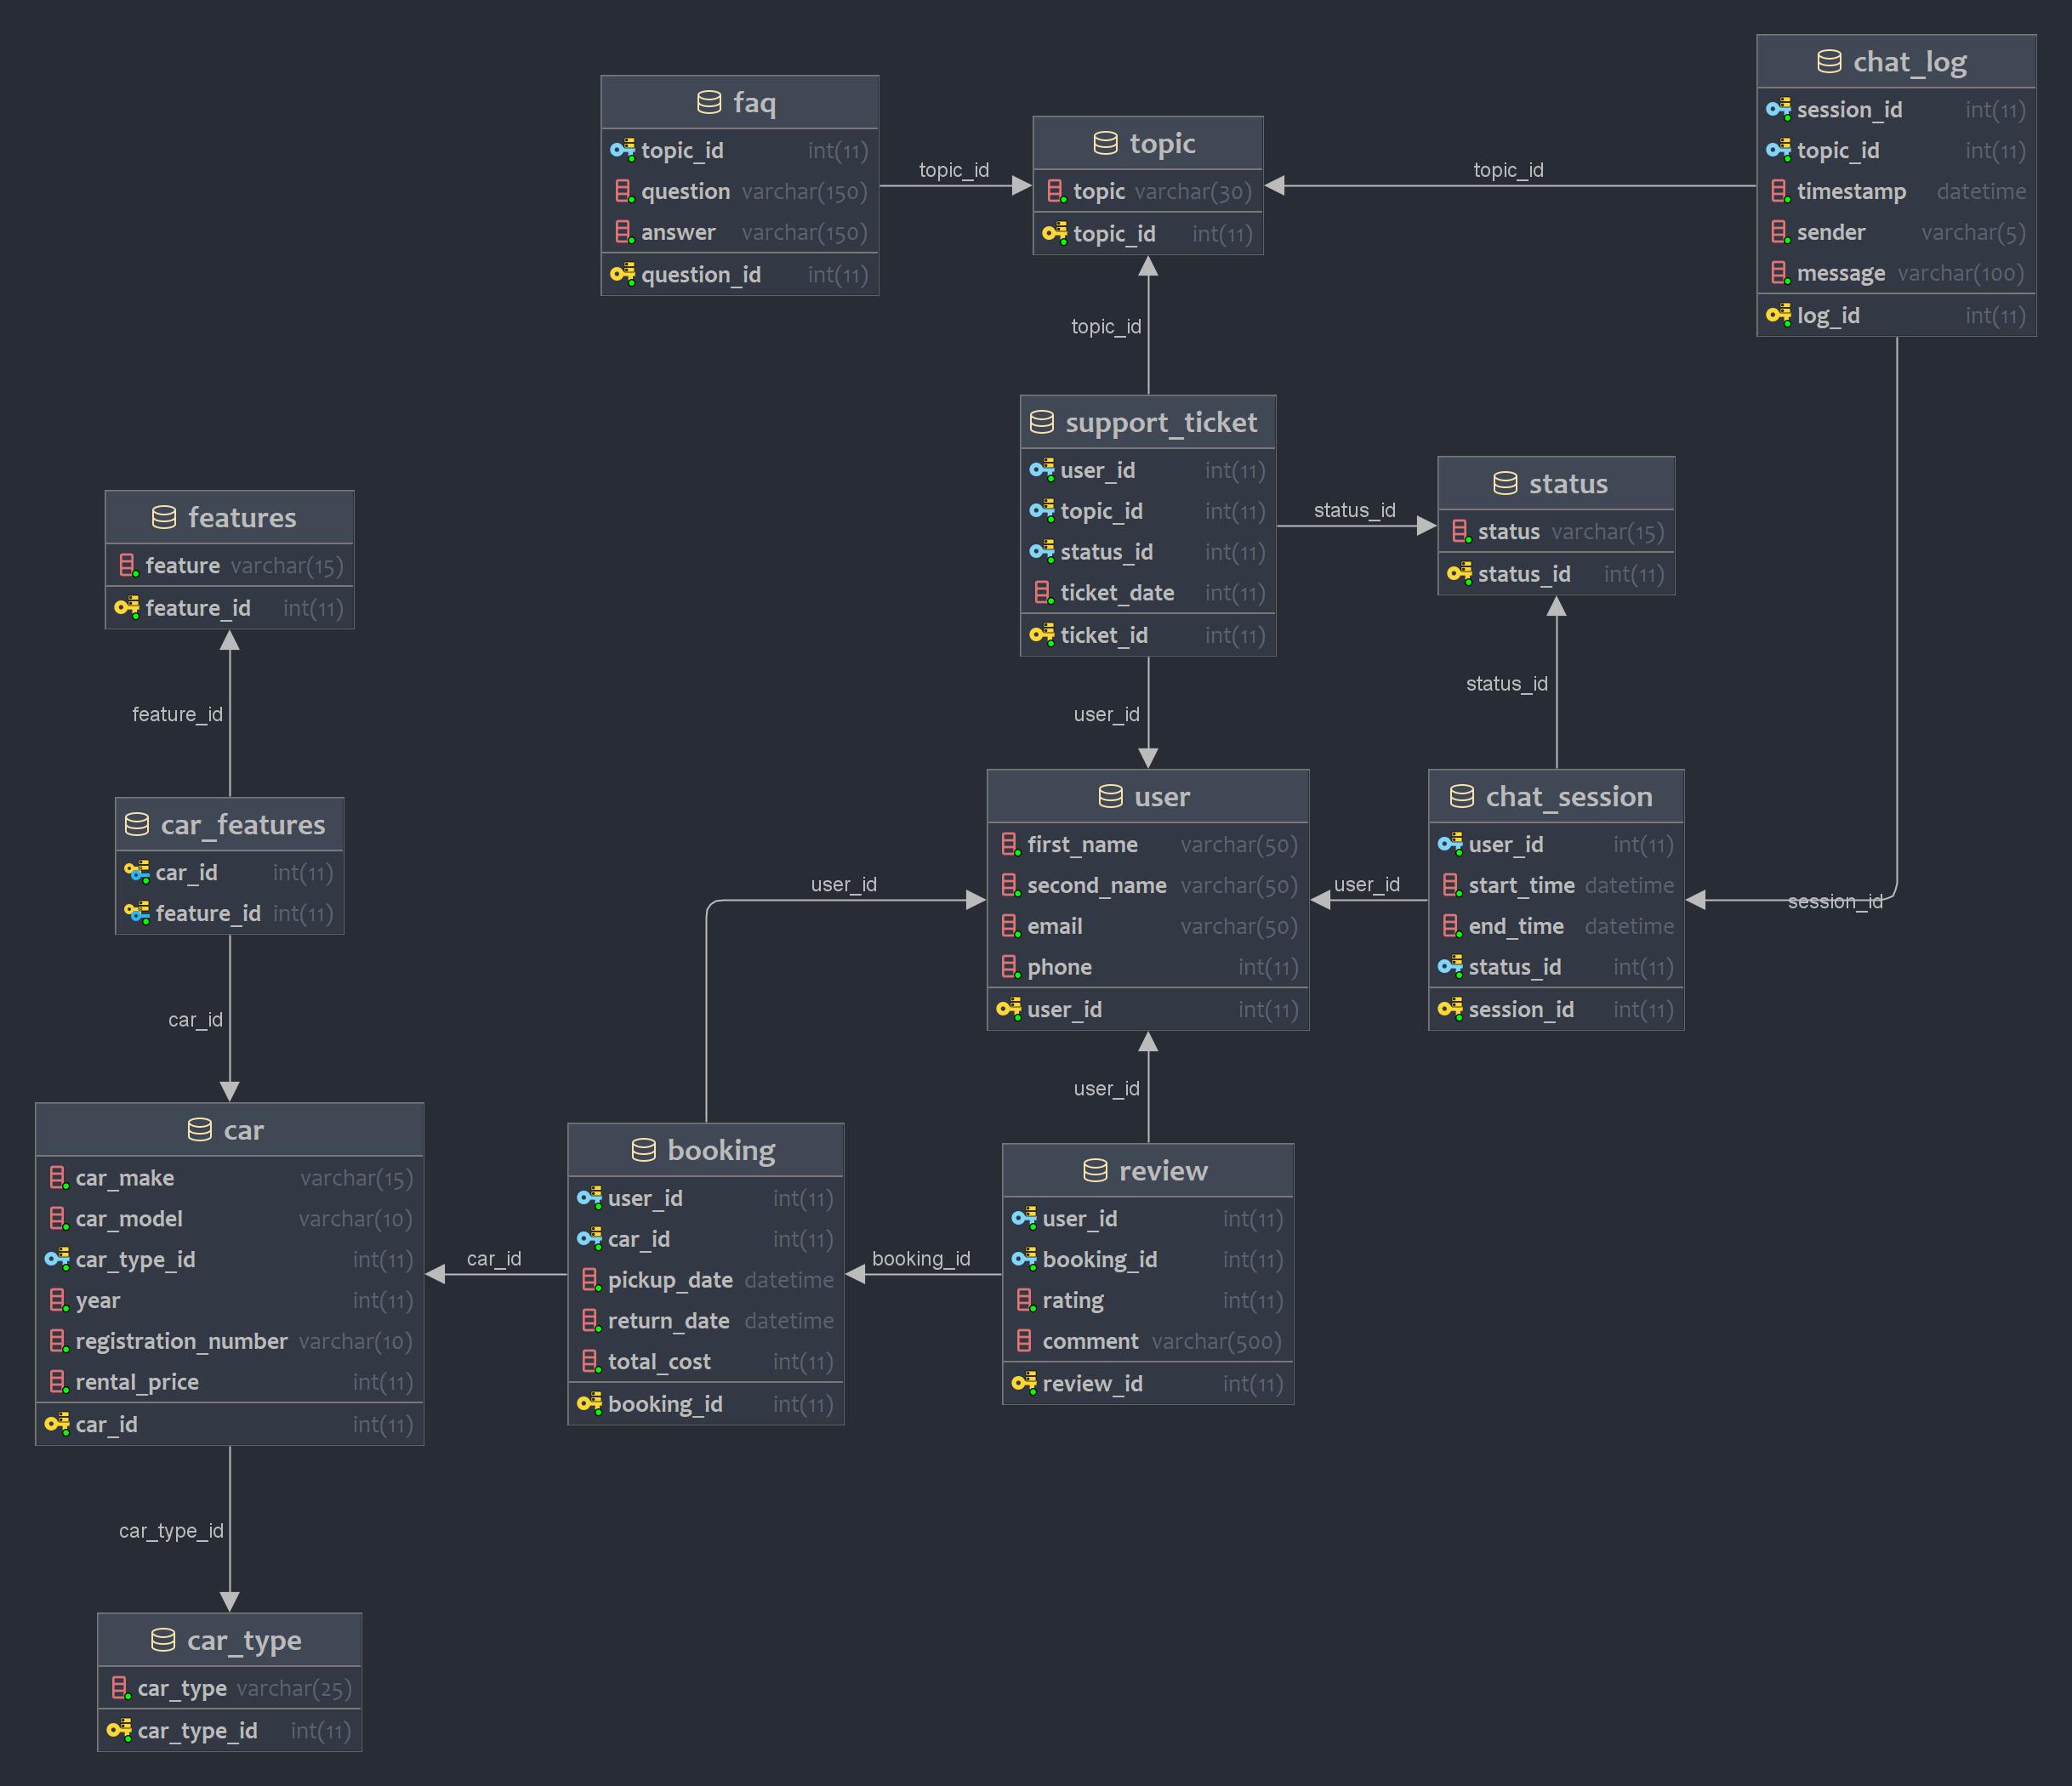 chat_log
session_id int(11)
topic_id int(11)
timestamp datetime
sender varchar(5)
message varchar(100)
log_id int(11)
faq
topic_id int(11)
question varchar(150)
answer varchar(150)
question_id int(11)
topic_id
topic
topic varchar(30)
topic_id int(11)
topic_id
topic_id
support_ticket
user_id int(11)
topic_id int(11)
status_id int(11)
ticket_date int(11)
ticket_id int(11)
status_id
status
status varchar(15)
status_id int(11)
features
feature varchar(15)
feature_id int(11)
feature_id
user_id
status_id
car_features
car_id int(11)
feature_id int(11)
user_id
user
first_name varchar(50)
second_name varchar(50)
email varchar(50)
phone int(11)
user_id int(11)
user_id
chat_session
user_id int(11)
start_time datetime
end_time datetime
status_id int(11)
session_id int(11)
session_id
car_id
user_id
car
car_make varchar(15)
car_model varchar(10)
car_type_id int(11)
year int(11)
registration_number varchar(10)
rental_price int(11)
car_id int(11)
car_id
booking
user_id int(11)
car_id int(11)
pickup_date datetime
return_date datetime
total_cost int(11)
booking_id int(11)
booking_id
review
user_id int(11)
booking_id int(11)
rating int(11)
comment varchar(500)
review_id int(11)
car_type_id
car_type
car_type varchar(25)
car_type_id int(11)